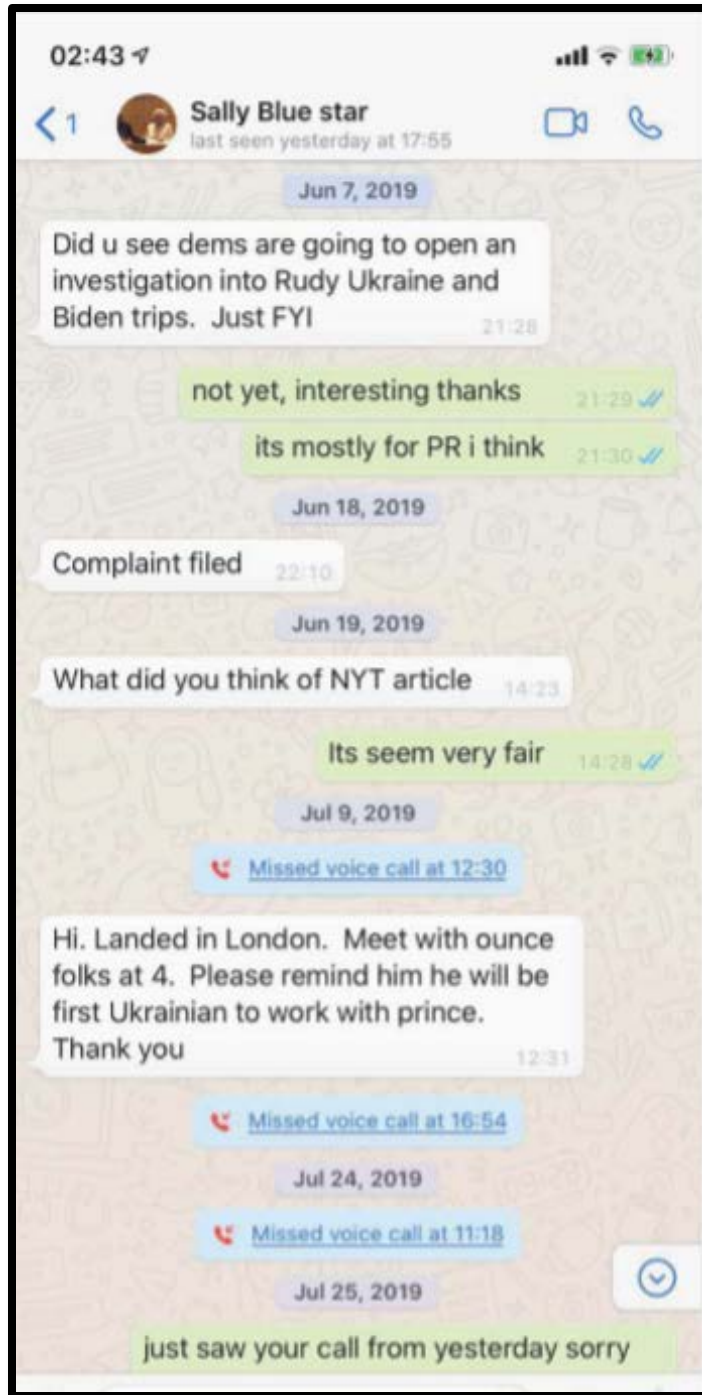 02:43
1
Sally Blue star
last seen yesterday at 17:55
Jun 7, 2019
Did u see dems are going to open an
investigation into Rudy Ukraine and
Biden trips. Just FYI
21:28
not yet, interesting thanks 21:29
its mostly for PR i think 21:30
Jun 18, 2019
Complaint filed 22:10
Jun 19, 2019
What did you think of NYT article 14:23
Its seem very fair 14:28
Jul 9, 2019
Missed voice call at 12:30
Hi. Landed in London. Meet with ounce
folks at 4. Please remind him he will be
first Ukrainian to work with prince.
Thank you 12:31
Missed voice call at 16:54
Jul 24, 2019
Missed voice call at 11:18
Jul 25, 2019
just saw your call from yesterday sorry